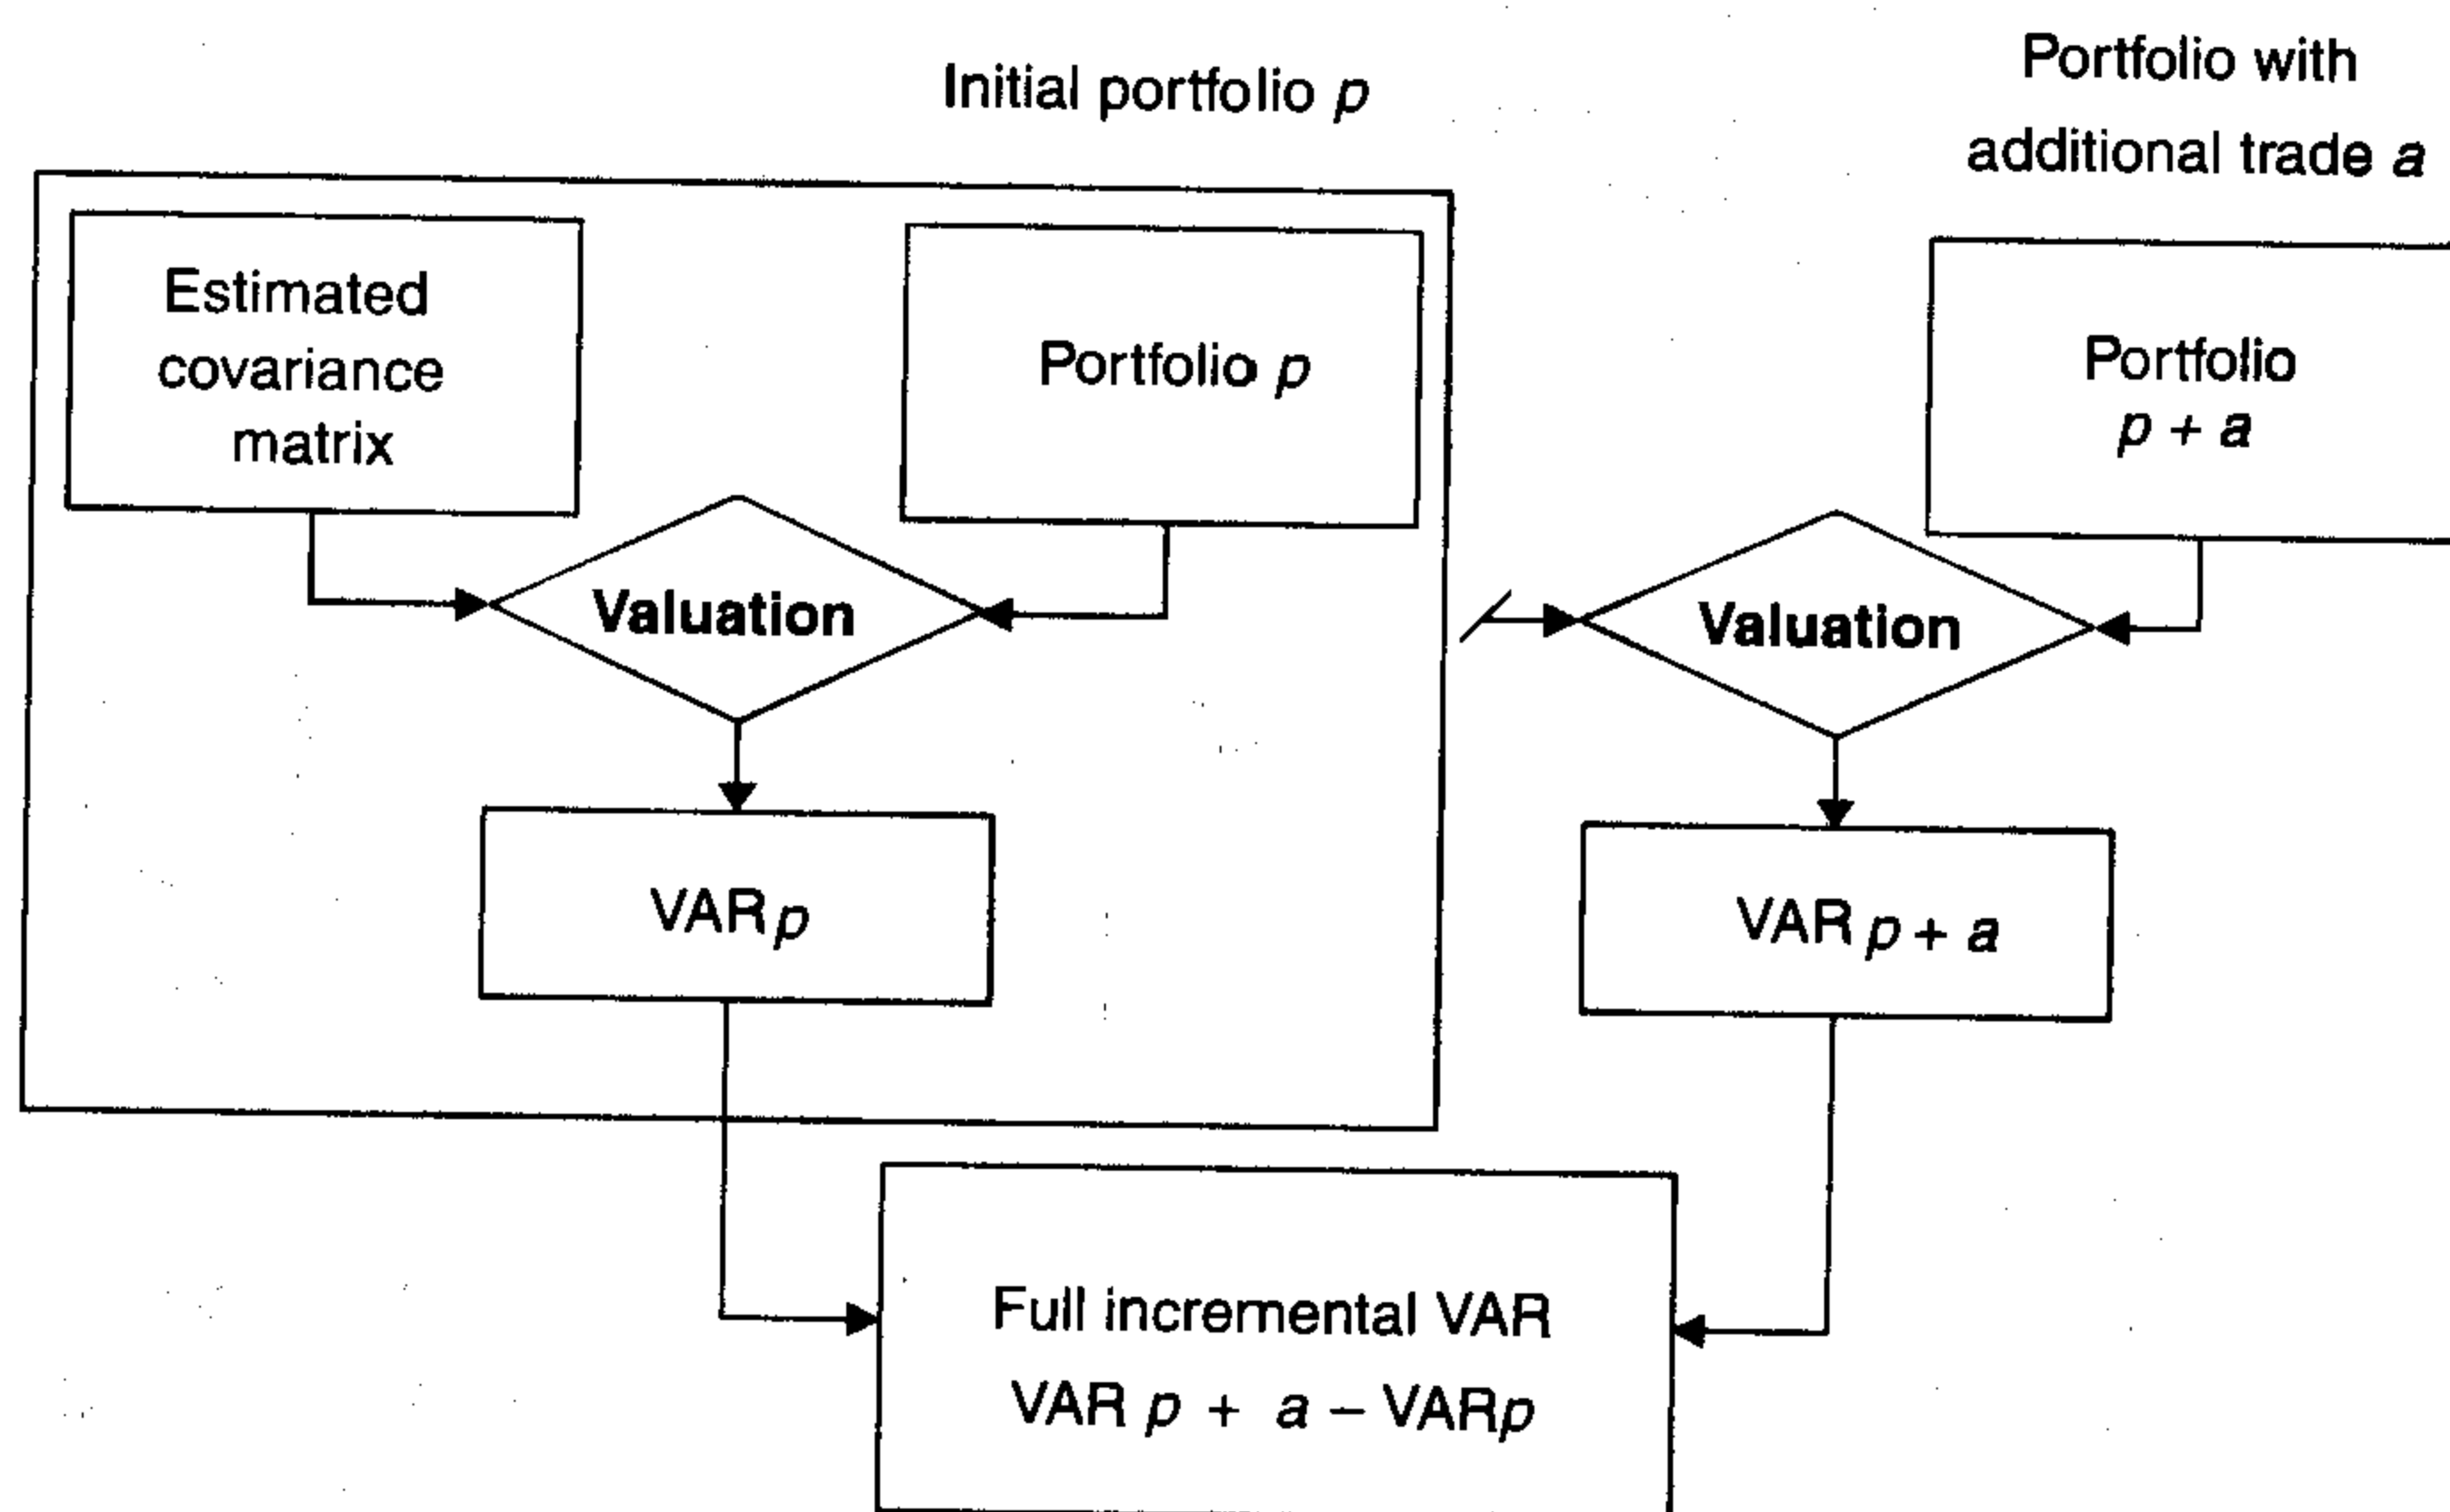 Initial portfolio p
Portfolio with
additional trade a
Estimated
covariance
matrix
Portfolio p
Portfolio
p + a
Valuation
Valuation
VAR p
VAR p + a
Full incremental VAR
VAR p + a – VARp